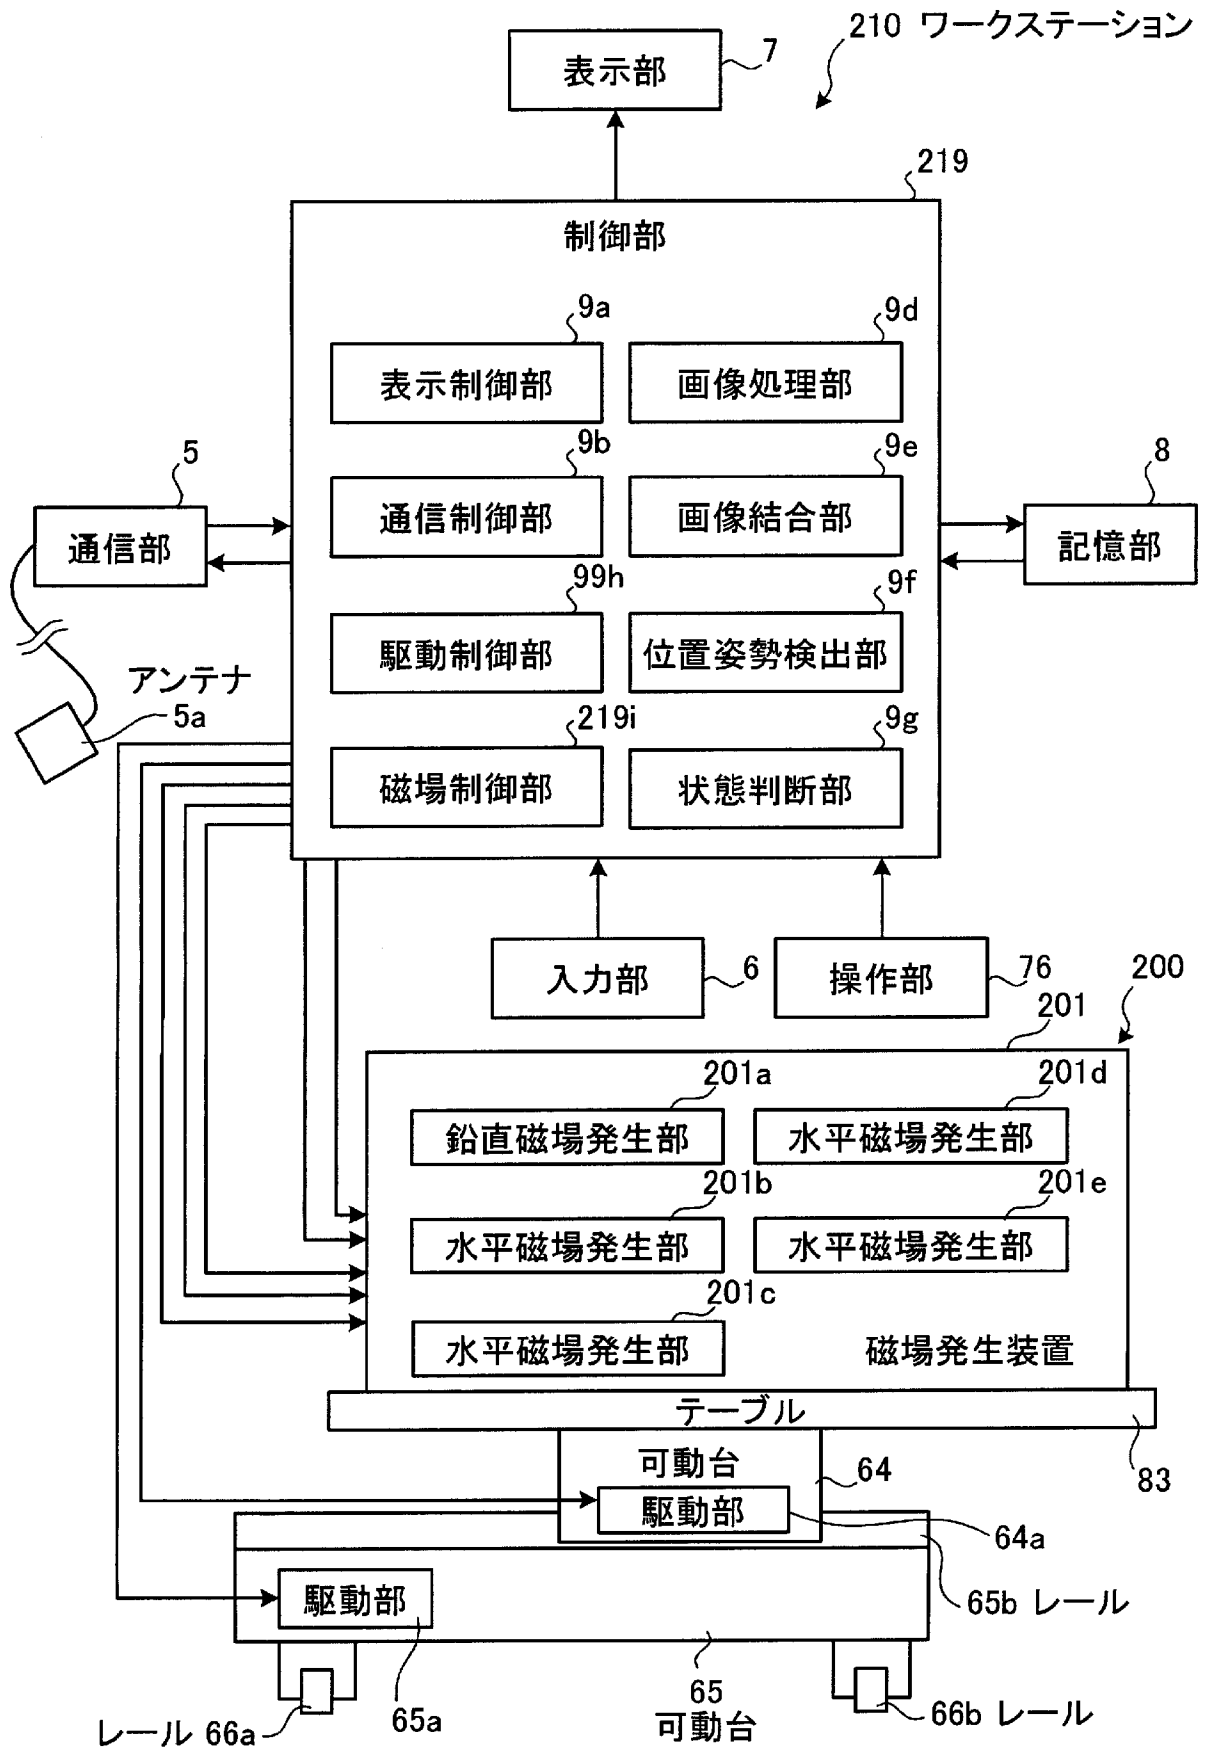 210 ワークステーション
7
表示部
219
制御部
9a
9d
表示制御部
画像処理部
9b
9e
通信制御部
画像結合部
5
8
通信部
記憶部
99h
9f
駆動制御部
位置姿勢検出部
アンテナ
5a
219i
9g
磁場制御部
状態判断部
入力部
6
操作部
76
200
201
201a
201d
鉛直磁場発生部
水平磁場発生部
201b
201e
水平磁場発生部
水平磁場発生部
201c
水平磁場発生部
磁場発生装置
テーブル
83
可動台
64
駆動部
64a
駆動部
65b レール
65a
65
可動台
レール 66a
66b レール